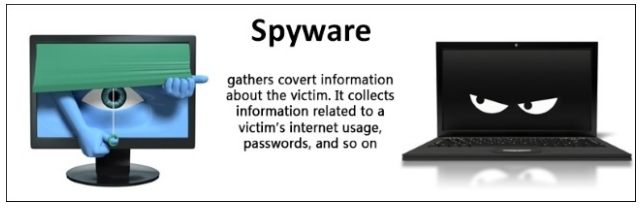 Spyware
gathers covert information
about the victim. It collects
information related to a
victim's internet usage,
passwords, and so on